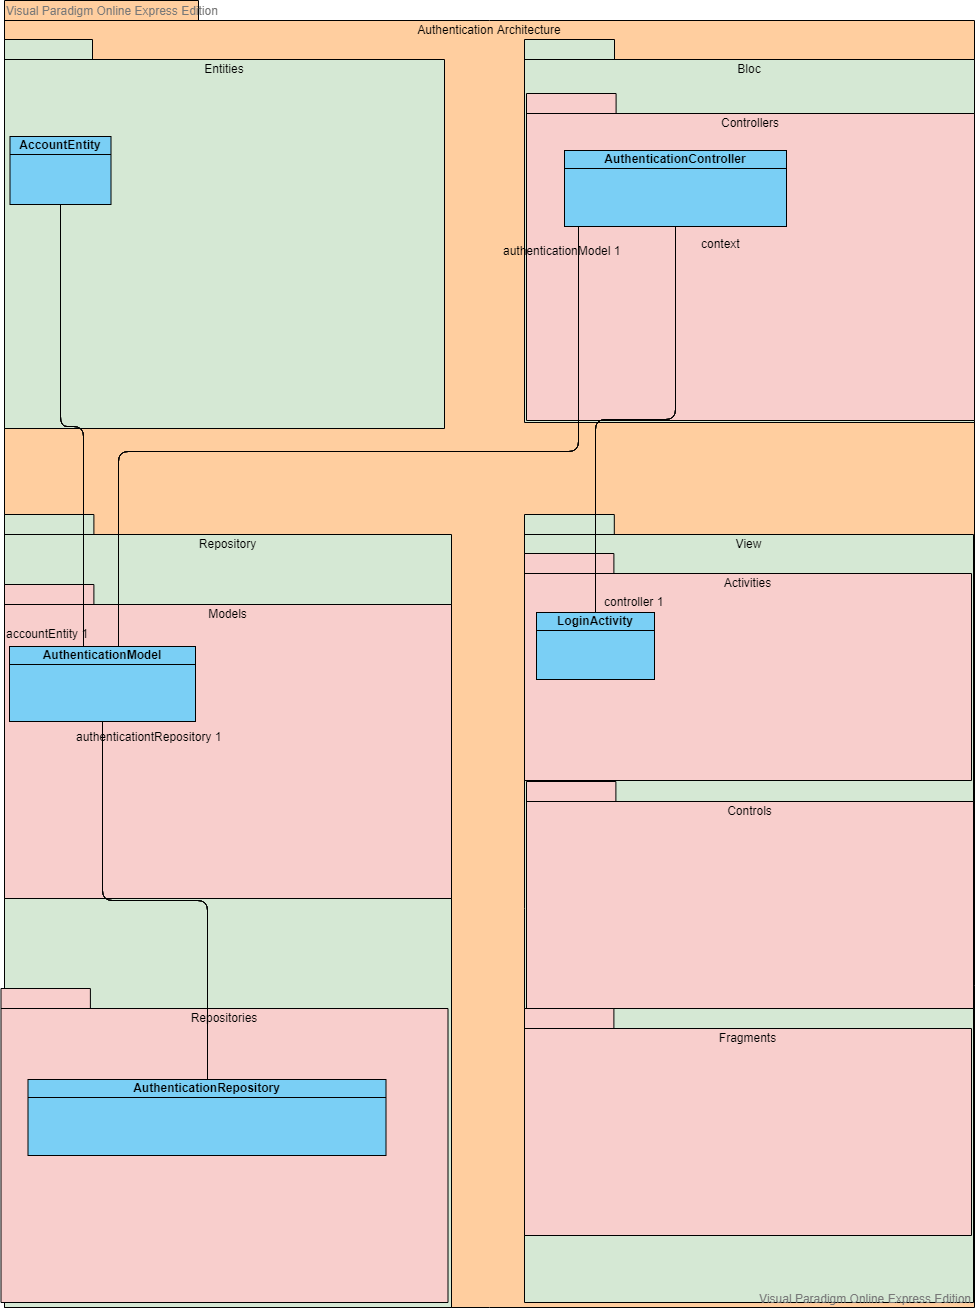 Visual Paradigm Online Express Edition
Authentication Architecture
Entities
Bloc
Controllers
AccountEntity
AuthenticationController
authenticationModel 1
context
Repository
View
Activities
Models
controller 1
accountEntity 1
LoginActivity
AuthenticationModel
authenticationtRepository 1
Controls
Repositories
Fragments
AuthenticationRepository
Visual Paradigm Online Express Edition